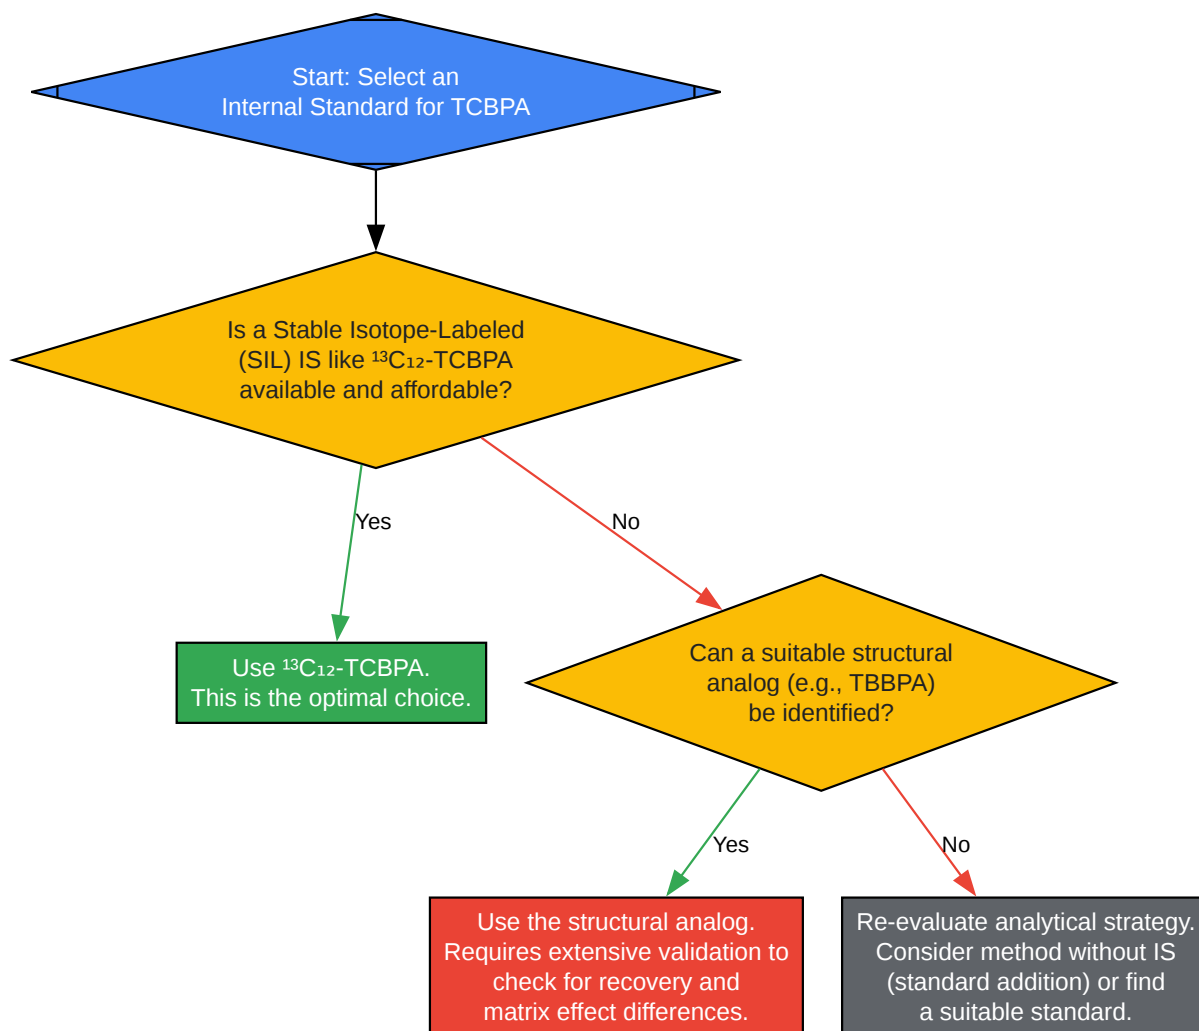 Start: Select an
Internal Standard for TCBPA
Is a Stable Isotope-Labeled
(SIL) IS like ¹³C₁₂-TCBPA
available and affordable?
Yes
No
Use ¹³C₁₂-TCBPA.
This is the optimal choice.
Can a suitable structural
analog (e.g., TBBPA)
be identified?
Yes
No
Use the structural analog.
Requires extensive validation to
check for recovery and
matrix effect differences.
Re-evaluate analytical strategy.
Consider method without IS
(standard addition) or find
a suitable standard.